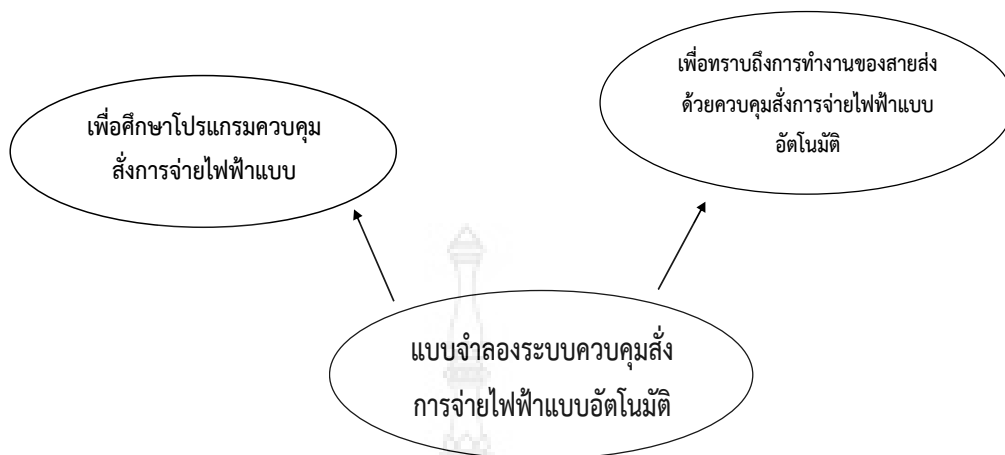 เพื่อทราบถึงการทำงานของสายส่ง
ด้วยควบคุมสั่งการจ่ายไฟฟ้าแบบ
อัตโนมัติ
เพื่อศึกษาโปรแกรมควบคุม
สั่งการจ่ายไฟฟ้าแบบ
แบบจำลองระบบควบคุมสั่ง
การจ่ายไฟฟ้าแบบอัตโนมัติ